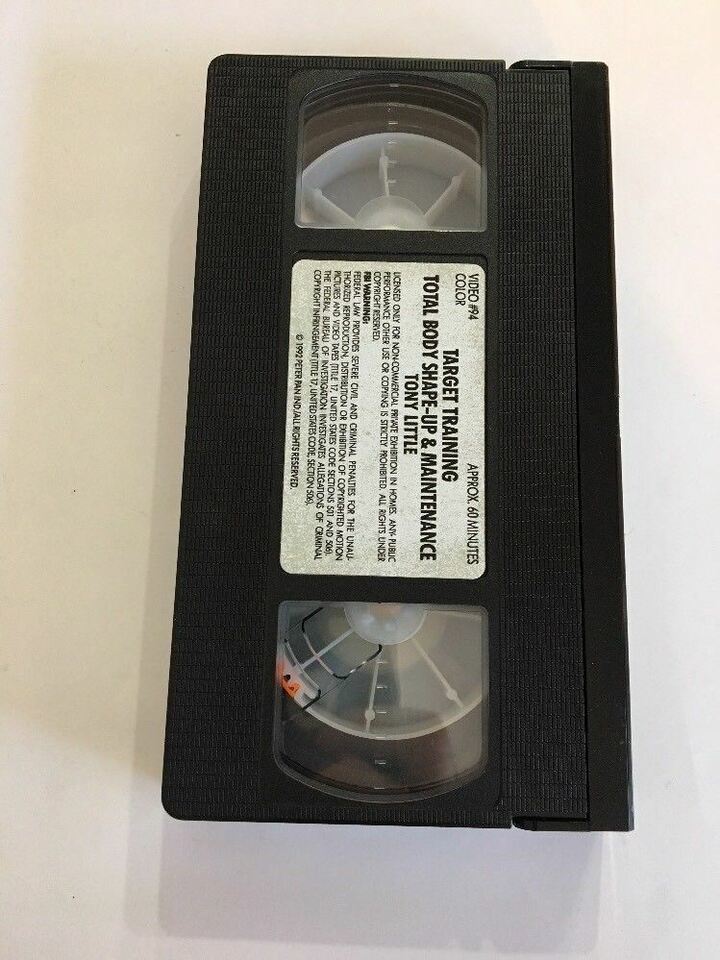 VIDEO #94 APPROX. 60 MINUTES
COLOR
TARGET TRAINING
TOTAL BODY SHAPE-UP & MAINTENANCE
TONY LITTLE
LICENSED ONLY FOR NON-COMMERCIAL PRIVATE EXHIBITION IN HOMES. ANY PUBLIC
PERFORMANCE OTHER USE OR COPYING IS STRICTLY PROHIBITED. ALL RIGHTS UNDER
COPYRIGHT RESERVED.
FBI WARNING:
FEDERAL LAW PROVIDES SEVERE CIVIL AND CRIMINAL PENALTIES FOR THE UNAU-
THORIZED REPRODUCTION, DISTRIBUTION OR EXHIBITION OF COPYRIGHTED MOTION
PICTURES AND VIDEO TAPES (TITLE 17, UNITED STATES CODE SECTIONS 501 AND 506).
THE FEDERAL BUREAU OF INVESTIGATION INVESTIGATES ALLEGATIONS OF CRIMINAL
COPYRIGHT INFRINGEMENT (TITLE 17, UNITED STATES CODE, SECTION 506).
© 1992 PETER PAN IND./ALL RIGHTS RESERVED.